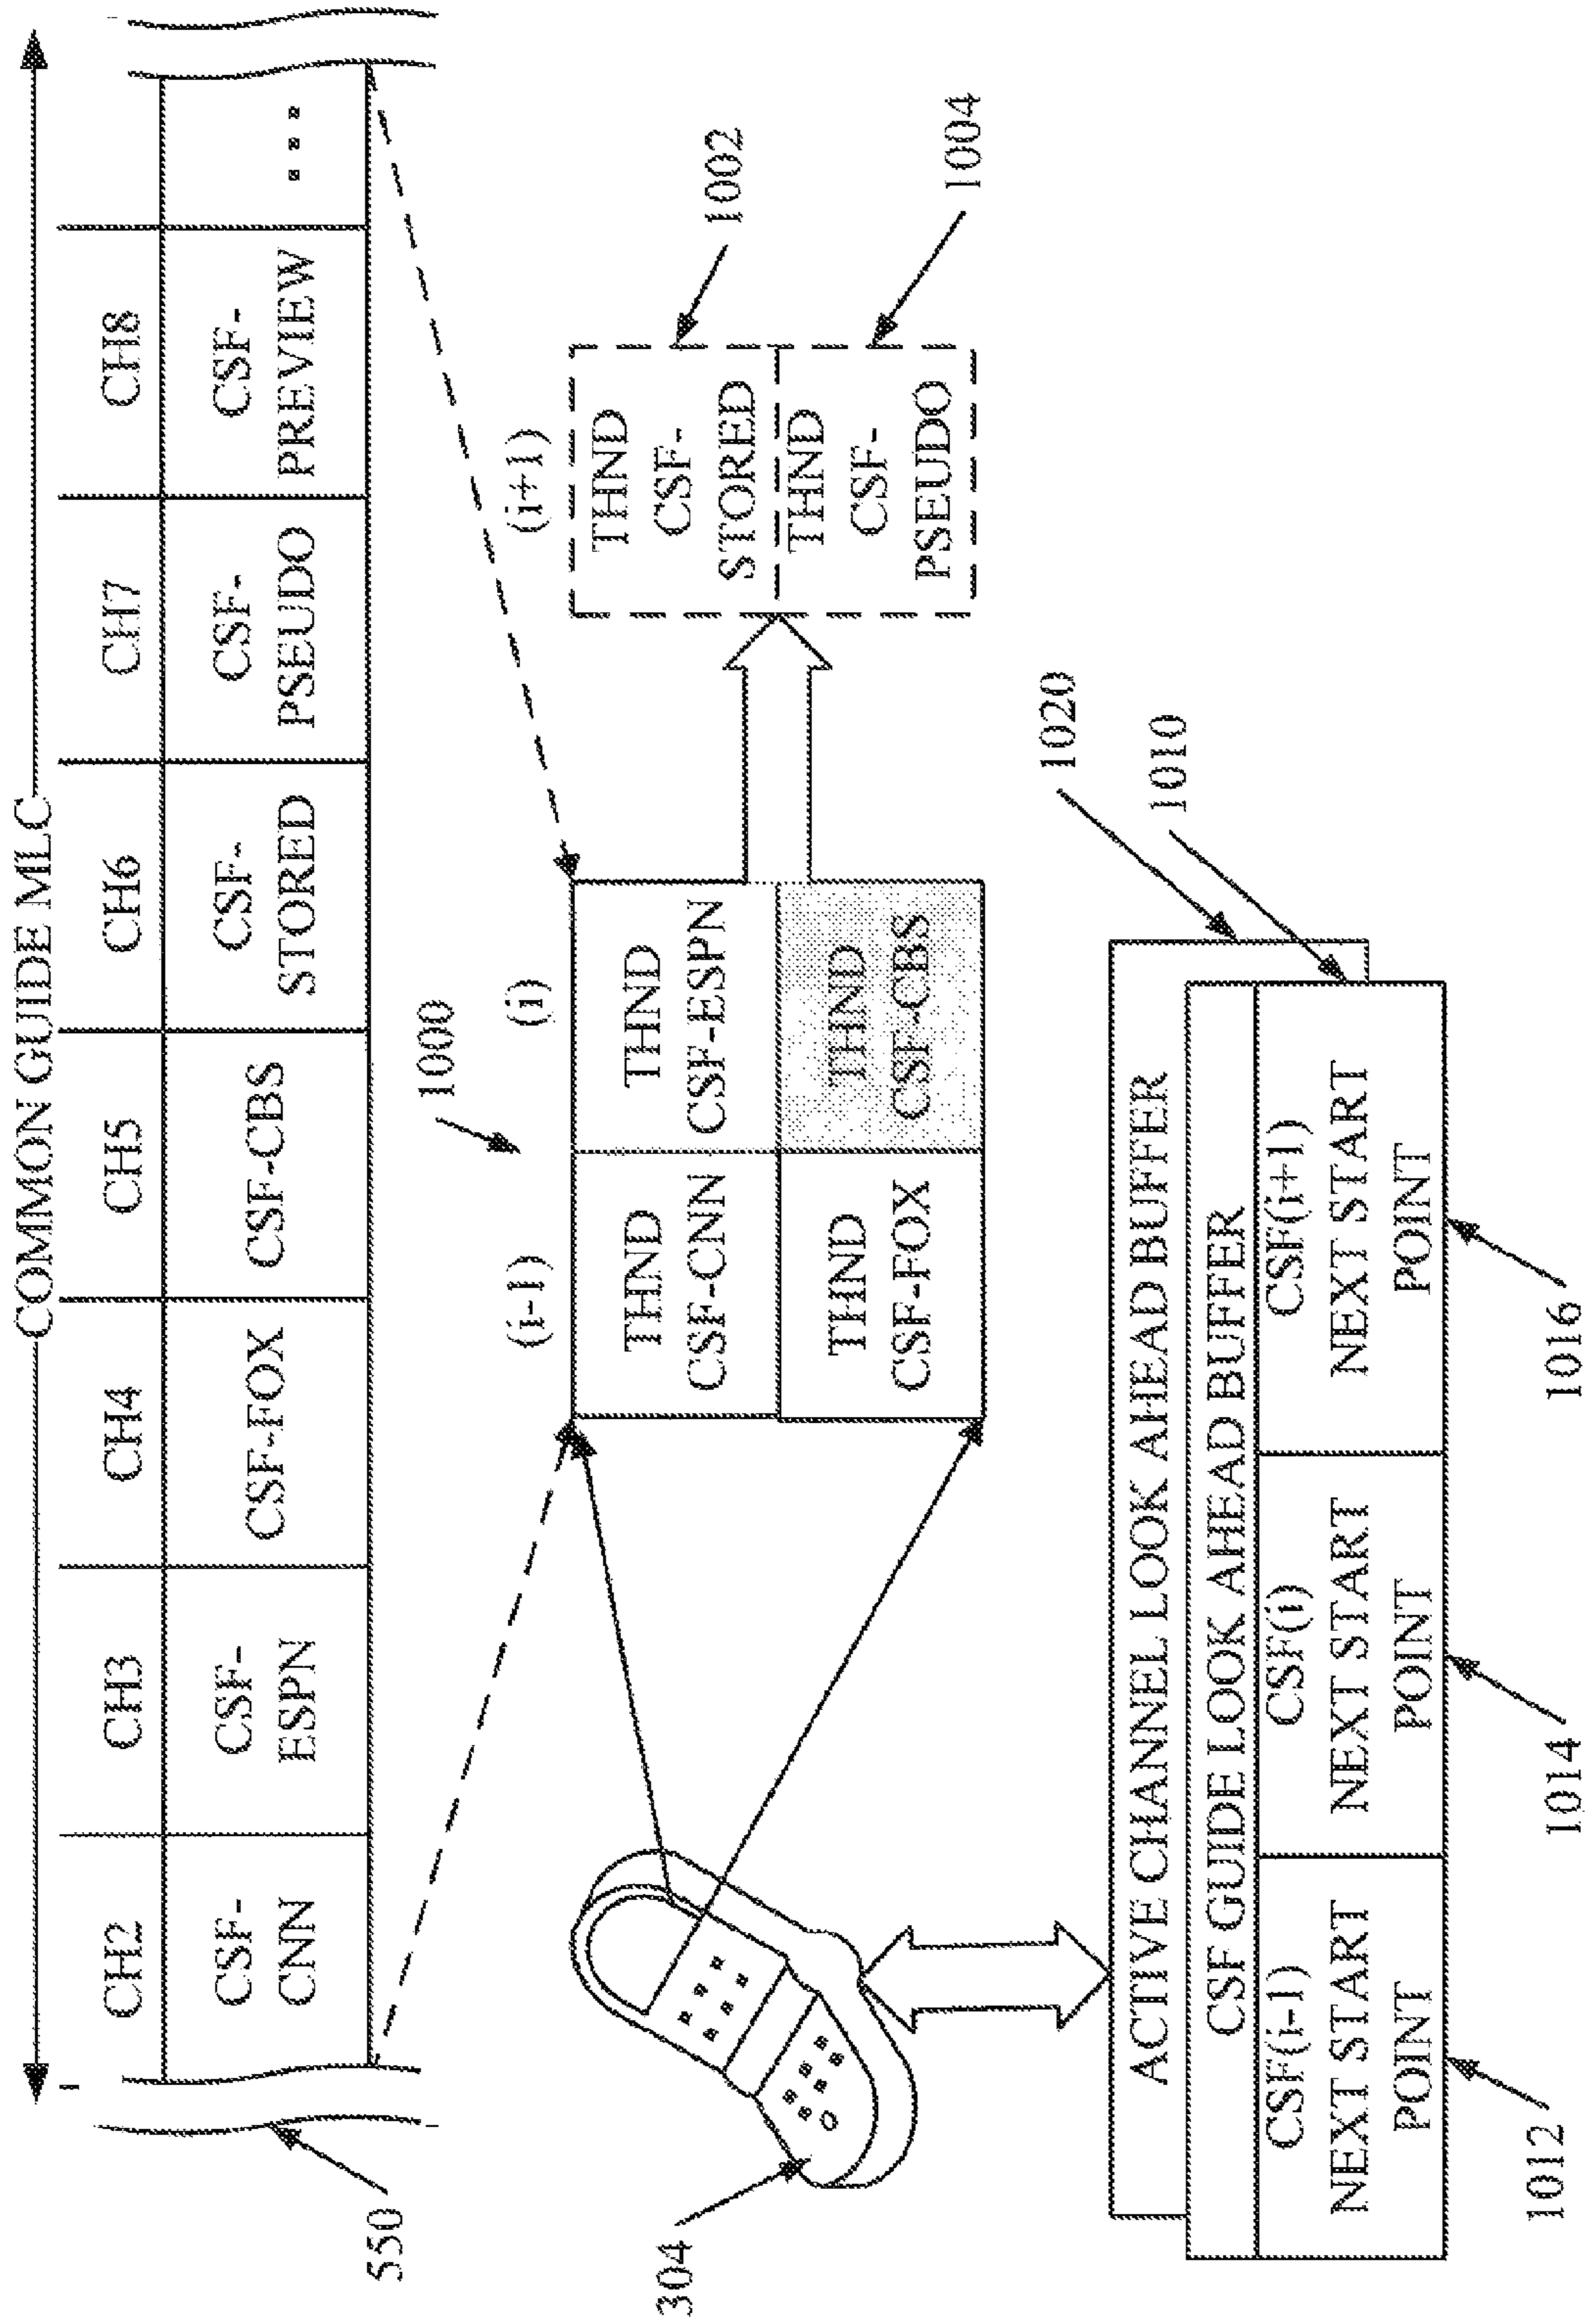 COMMON GUIDE MLC
CH2
CH3
CH4
CH5
CH6
CH7
CH8
CSF-
CNN
CSF-
ESPN
CSF-FOX
CSF-CBS
CSF-
STORED
CSF-
PSEUDO
CSF-
PREVIEW
...
550
1000
(i-1)
(i)
(i+1)
THND
CSF-CNN
THND
CSF-ESPN
THND
CSF-FOX
THND
CSF-CBS
THND
CSF-
STORED
THND
CSF-
PSEUDO
1002
1004
304
1020
1010
ACTIVE CHANNEL LOOK AHEAD BUFFER
CSF GUIDE LOOK AHEAD BUFFER
CSF(i-1)
NEXT START
POINT
CSF(i)
NEXT START
POINT
CSF(i+1)
NEXT START
POINT
1012
1014
1016